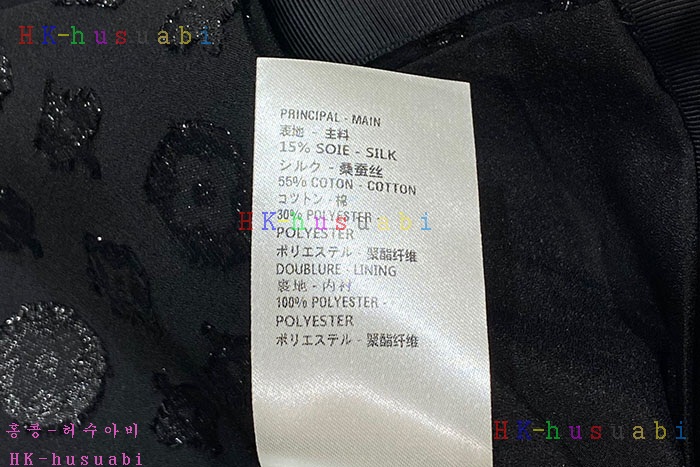 HK-husuabi
PRINCIPAL - MAIN
表地 - 主料
15% SOIE - SILK
シルク - 桑蚕丝
55% COTON - COTTON
コツトン - 棉
30% POLYESTER -
HK-husuabi
POLYESTER
ポリエステル - 聚酯纤维
DOUBLURE - LINING
裏地 - 内衬
100% POLYESTER -
POLYESTER
ポリエステル - 聚酯纤维
홍콩-허수아비
HK-husuabi
HK-husuabi